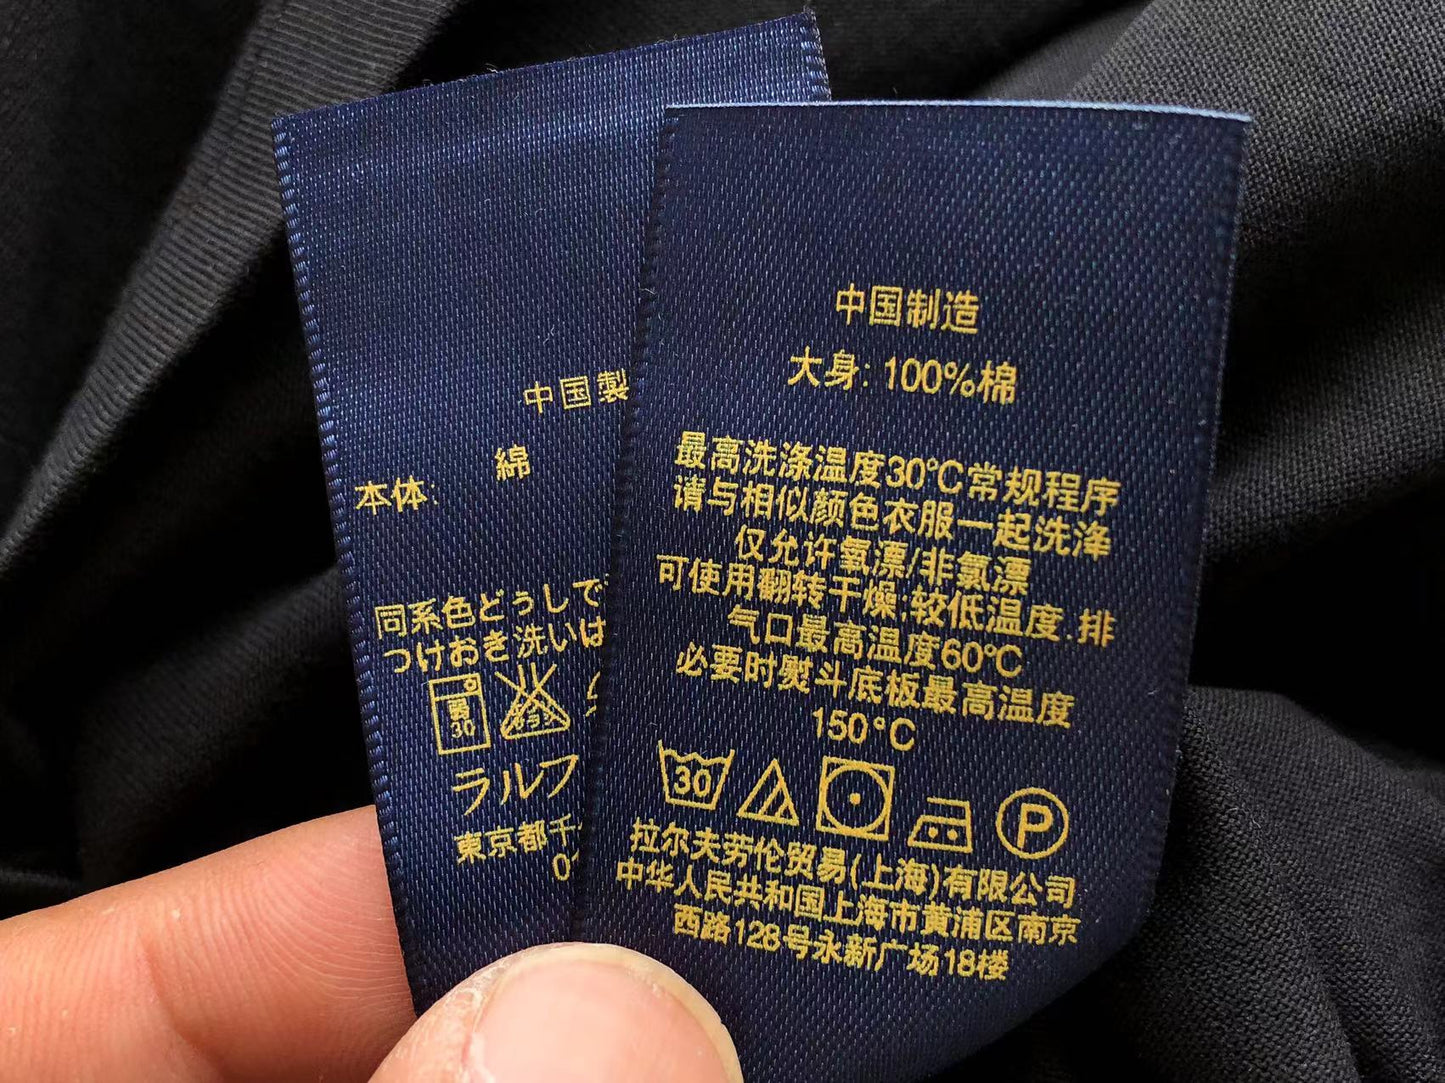 中国製
本体: 綿
同系色どぅしで
つけおき洗いは
30
ラルフ
東京都千
0
中国制造
大身: 100%棉
最高洗涤温度30°C常规程序
请与相似颜色衣服一起洗涤
仅允许氧漂/非氯漂
可使用翻转干燥;较低温度.排
气口最高温度60°C
必要时熨斗底板最高温度
150°C
30
P
拉尔夫劳伦贸易(上海)有限公司
中华人民共和国上海市黄浦区南京
西路128号永新广场18楼